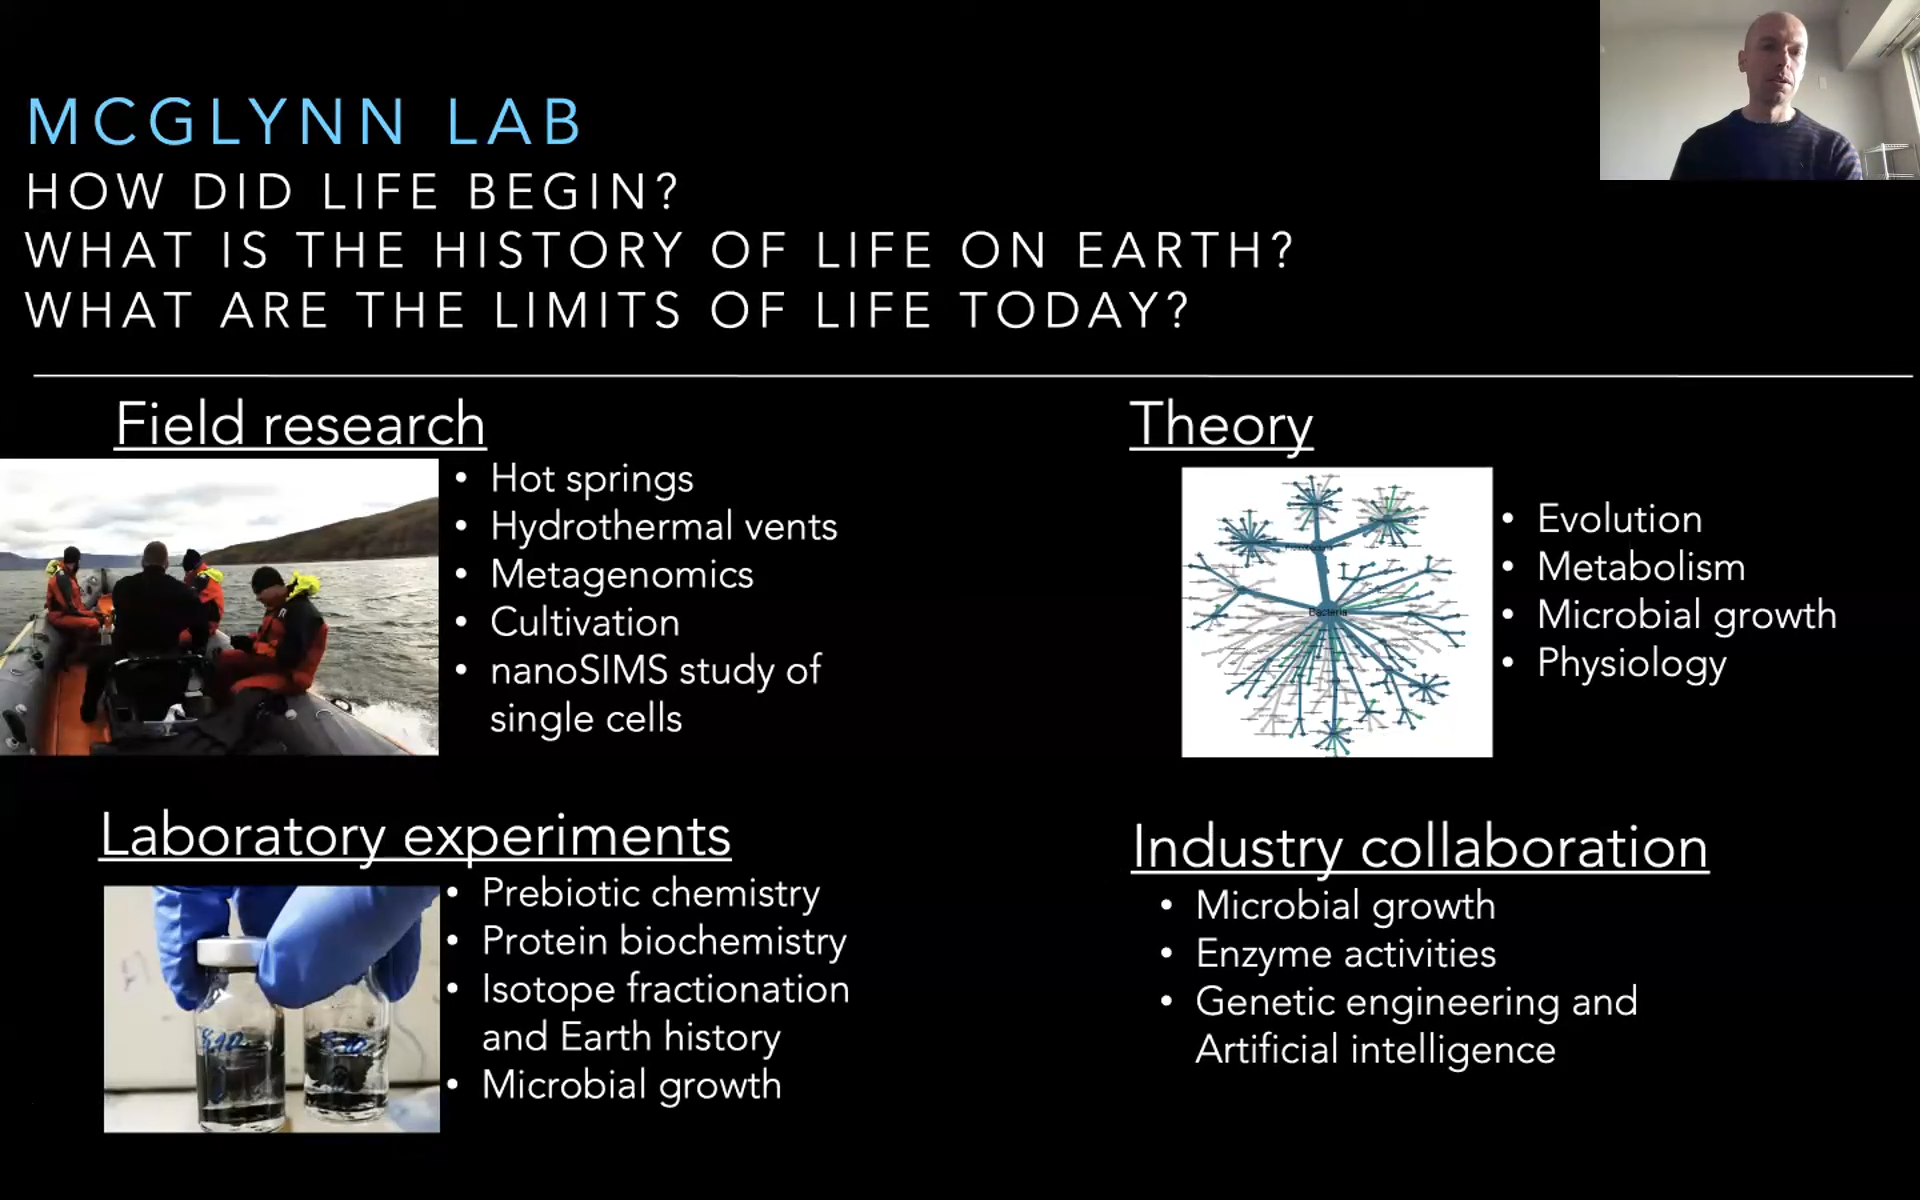 MCGLYNN LAB
HOW DID LIFE BEGIN?
WHAT IS THE HISTORY OF LIFE ON EARTH?
WHAT ARE THE LIMITS OF LIFE TODAY?
Field research
• Hot springs
• Hydrothermal vents
• Metagenomics
• Cultivation
• nanoSIMS study of
single cells
Theory
Bacteria
• Evolution
• Metabolism
• Microbial growth
• Physiology
Laboratory experiments
• Prebiotic chemistry
• Protein biochemistry
• Isotope fractionation
and Earth history
• Microbial growth
Industry collaboration
• Microbial growth
• Enzyme activities
• Genetic engineering and
Artificial intelligence